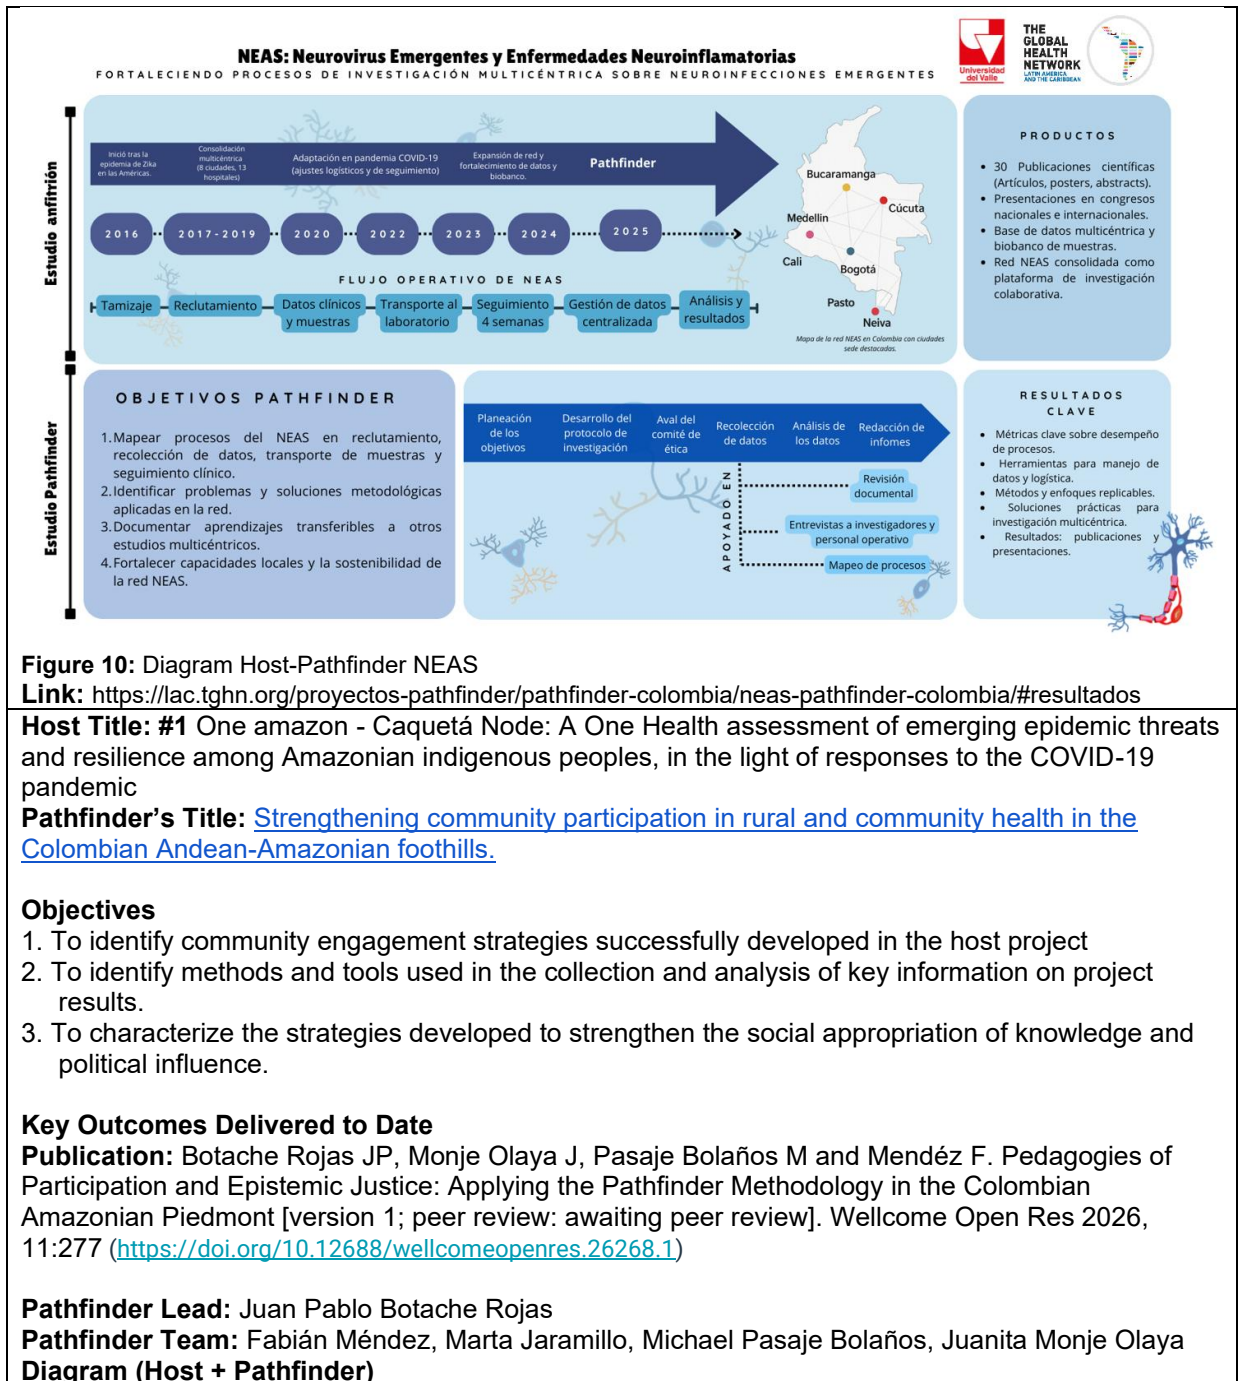 NEAS: Neurovirus Emergentes y Enfermedades Neuroinflamatorias
FORTALECIENDO PROCESOS DE INVESTIGACIÓN MULTICÉNTRICA SOBRE NEUROINFECCIONES EMERGENTES
Universidad
del Valle
THE
GLOBAL
HEALTH
NETWORK
LATIN AMERICA
AND THE CARIBBEAN
Estudio anfitrión
Inició tras la
epidemia de Zika
en las Américas.
Consolidación
multicéntrica
(8 ciudades, 13
hospitales)
Adaptación en pandemia COVID-19
(ajustes logísticos y de seguimiento)
Expansión de red y
fortalecimiento de datos y
biobanco.
Pathfinder
2016
2017-2019
2020
2022
2023
2024
2025
FLUJO OPERATIVO DE NEAS
Tamizaje
Reclutamiento
Datos clínicos
y muestras
Transporte al
laboratorio
Seguimiento
4 semanas
Gestión de datos
centralizada
Análisis y
resultados
Bucaramanga
Cúcuta
Medellin
Cali
Bogotá
Pasto
Neiva
Mapa de la red NEAS en Colombia con ciudades
sede destacadas.
PRODUCTOS
• 30 Publicaciones científicas
(Artículos, posters, abstracts).
• Presentaciones en congresos
nacionales e internacionales.
• Base de datos multicéntrica y
biobanco de muestras.
• Red NEAS consolidada como
plataforma de investigación
colaborativa.
Estudio Pathfinder
OBJETIVOS PATHFINDER
1. Mapear procesos del NEAS en reclutamiento,
recolección de datos, transporte de muestras y
seguimiento clínico.
2. Identificar problemas y soluciones metodológicas
aplicadas en la red.
3. Documentar aprendizajes transferibles a otros
estudios multicéntricos.
4. Fortalecer capacidades locales y la sostenibilidad de
la red NEAS.
Planeación
de los
objetivos
Desarrollo del
protocolo de
investigación
Aval del
comité de
ética
Recolección
de datos
Análisis de
los datos
Redacción de
infomes
APOYADO EN
Revisión
documental
Entrevistas a investigadores y
personal operativo
Mapeo de procesos
RESULTADOS
CLAVE
• Métricas clave sobre desempeño
de procesos.
• Herramientas para manejo de
datos y logística.
• Métodos y enfoques replicables.
• Soluciones prácticas para
investigación multicéntrica.
• Resultados: publicaciones y
presentaciones.
Figure 10: Diagram Host-Pathfinder NEAS
Link: https://lac.tghn.org/proyectos-pathfinder/pathfinder-colombia/neas-pathfinder-colombia/#resultados
Host Title: #1 One amazon - Caquetá Node: A One Health assessment of emerging epidemic threats
and resilience among Amazonian indigenous peoples, in the light of responses to the COVID-19
pandemic
Pathfinder’s Title: Strengthening community participation in rural and community health in the
Colombian Andean-Amazonian foothills.
Objectives
1. To identify community engagement strategies successfully developed in the host project
2. To identify methods and tools used in the collection and analysis of key information on project
results.
3. To characterize the strategies developed to strengthen the social appropriation of knowledge and
political influence.
Key Outcomes Delivered to Date
Publication: Botache Rojas JP, Monje Olaya J, Pasaje Bolaños M and Mendéz F. Pedagogies of
Participation and Epistemic Justice: Applying the Pathfinder Methodology in the Colombian
Amazonian Piedmont [version 1; peer review: awaiting peer review]. Wellcome Open Res 2026,
11:277 (https://doi.org/10.12688/wellcomeopenres.26268.1)
Pathfinder Lead: Juan Pablo Botache Rojas
Pathfinder Team: Fabián Méndez, Marta Jaramillo, Michael Pasaje Bolaños, Juanita Monje Olaya
Diagram (Host + Pathfinder)